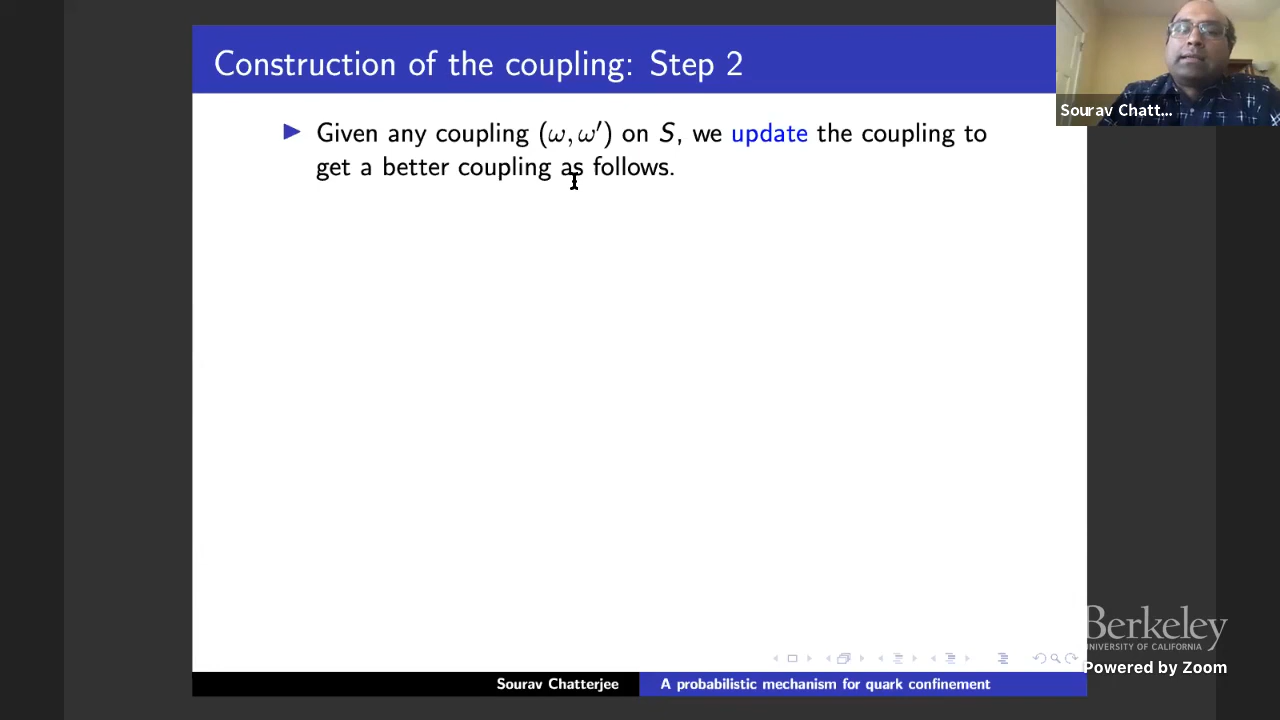 Construction of the coupling: Step 2
Sourav Chatt...
▶ Given any coupling (ω, ω′) on S, we update the coupling to
get a better coupling as follows.
Berkeley
UNIVERSITY OF CALIFORNIA
Powered by Zoom
Sourav Chatterjee
A probabilistic mechanism for quark confinement